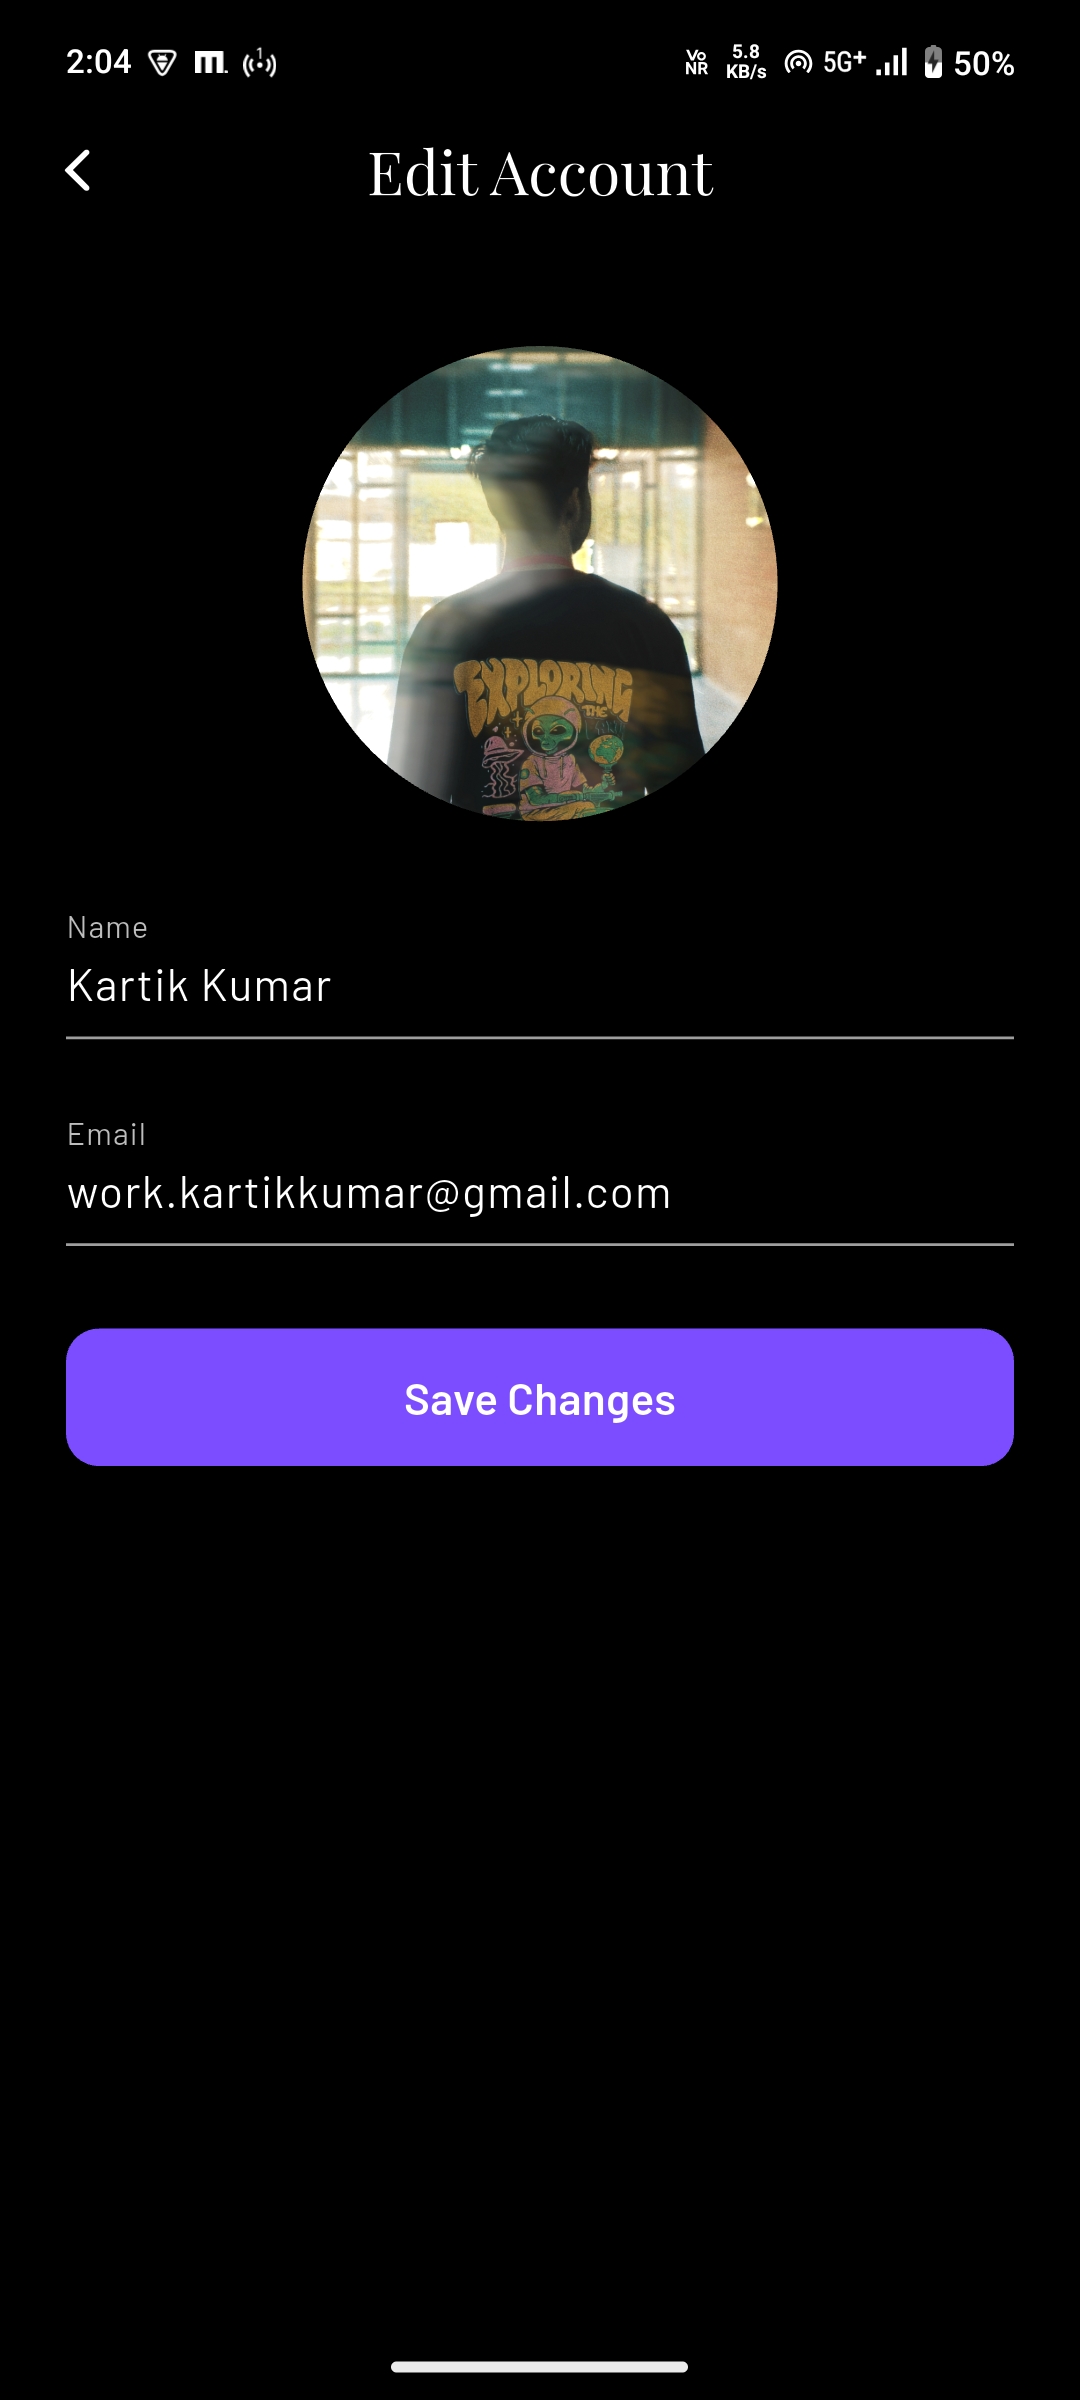 2:04 m. 1 Vo NR 5.8 KB/s 5G+ 50%
Edit Account
EXPLORING
THE
Name
Kartik Kumar
Email
work.kartikkumar@gmail.com
Save Changes